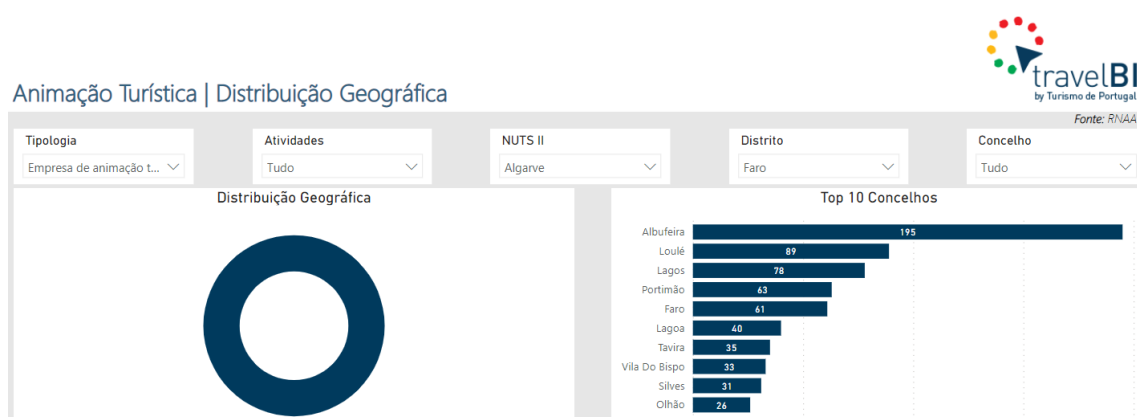 travelBI
by Turismo de Portugal
Animação Turística | Distribuição Geográfica
Fonte: RNAA
Tipologia
Empresa de animação t...
Atividades
Tudo
NUTS II
Algarve
Distrito
Faro
Concelho
Tudo
Distribuição Geográfica
Top 10 Concelhos
Albufeira 195
Loulé 89
Lagos 78
Portimão 63
Faro 61
Lagoa 40
Tavira 35
Vila Do Bispo 33
Silves 31
Olhão 26